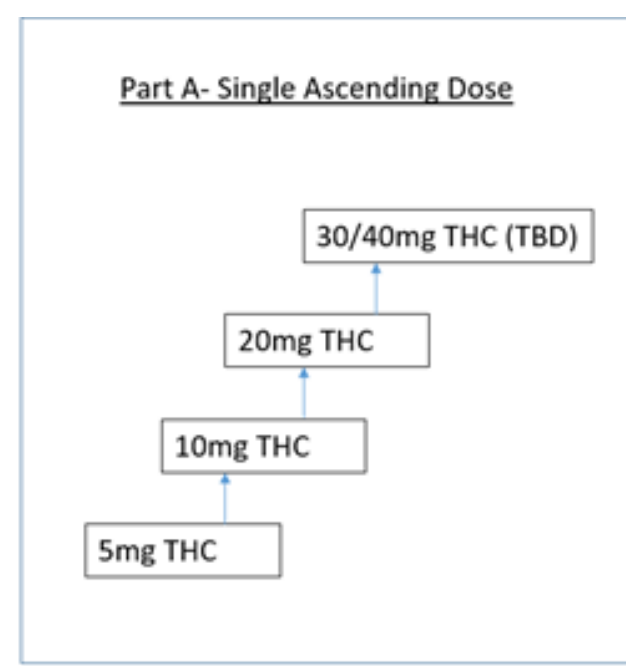 Part A- Single Ascending Dose
30/40mg THC (TBD)
20mg THC
10mg THC
5mg THC